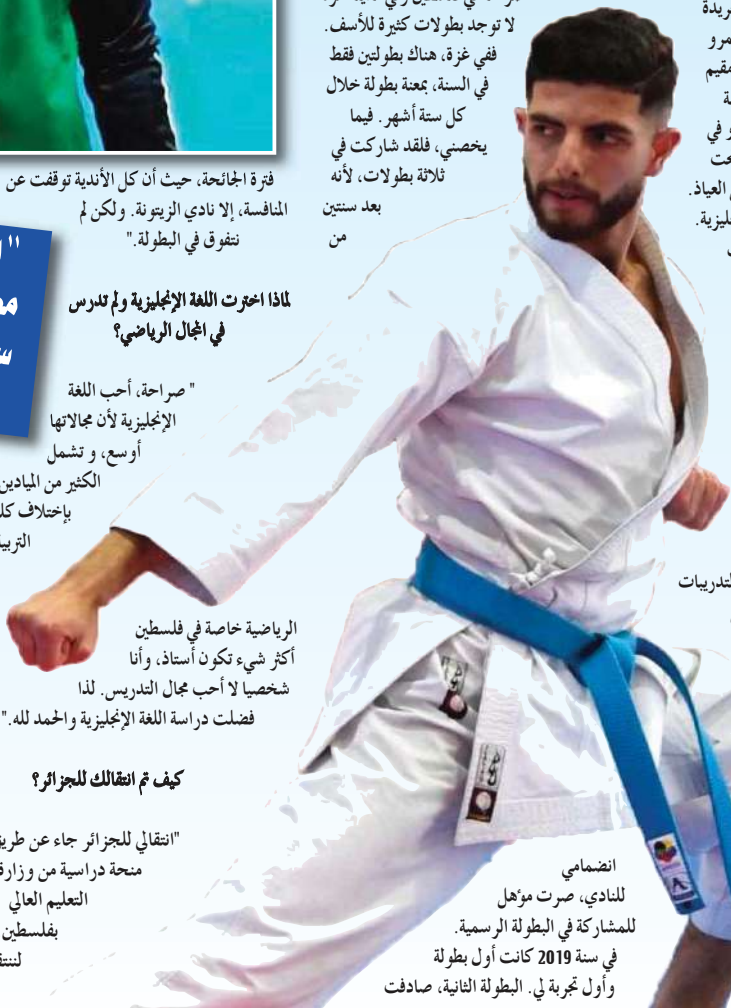 لا توجد بطولات كثيرة للأسف.
ففي غزة، هناك بطولتين فقط
في السنة، بمعنة بطولة خلال
كل ستة أشهر. فيما
يخصني، فلقد شاركت في
ثلاثة بطولات، لأنه
بعد سنتين
من
انضمامي
للنادي، صرت مؤهل
للمشاركة في البطولة الرسمية.
في سنة 2019 كانت أول بطولة
وأول تجربة لي. البطولة الثانية، صادفت
فترة الجائحة، حيث أن كل الأندية توقفت عن
المنافسة، إلا نادي الزيتونة. ولكن لم
نتفوق في البطولة."
لماذا اخترت اللغة الإنجليزية ولم تدرس
في المجال الرياضي؟
" صراحة، أحب اللغة
الإنجليزية لأن مجالاتها
أوسع، و تشمل
الكثير من الميادين
بإختلاف
الرياضية خاصة في فلسطين
أكثر شيء تكون أستاذ، وأنا
شخصيا لا أحب مجال التدريس. لذا
فضلت دراسة اللغة الإنجليزية والحمد لله."
كيف تم انتقالك للجزائر؟
"انتقالي للجزائر جاء عن
منحة دراسية من
التعليم العالي
بفلسطين
مقيم
في
العياذ.